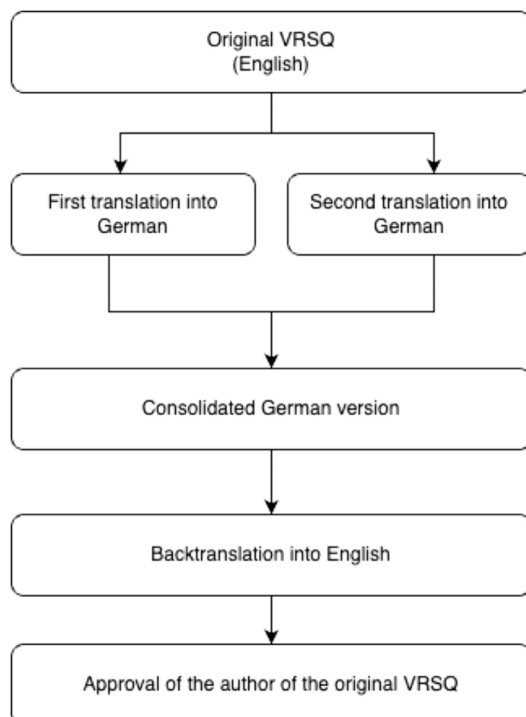 Original VRSQ
(English)
First translation into
German
Second translation into
German
Consolidated German version
Backtranslation into English
Approval of the author of the original VRSQ